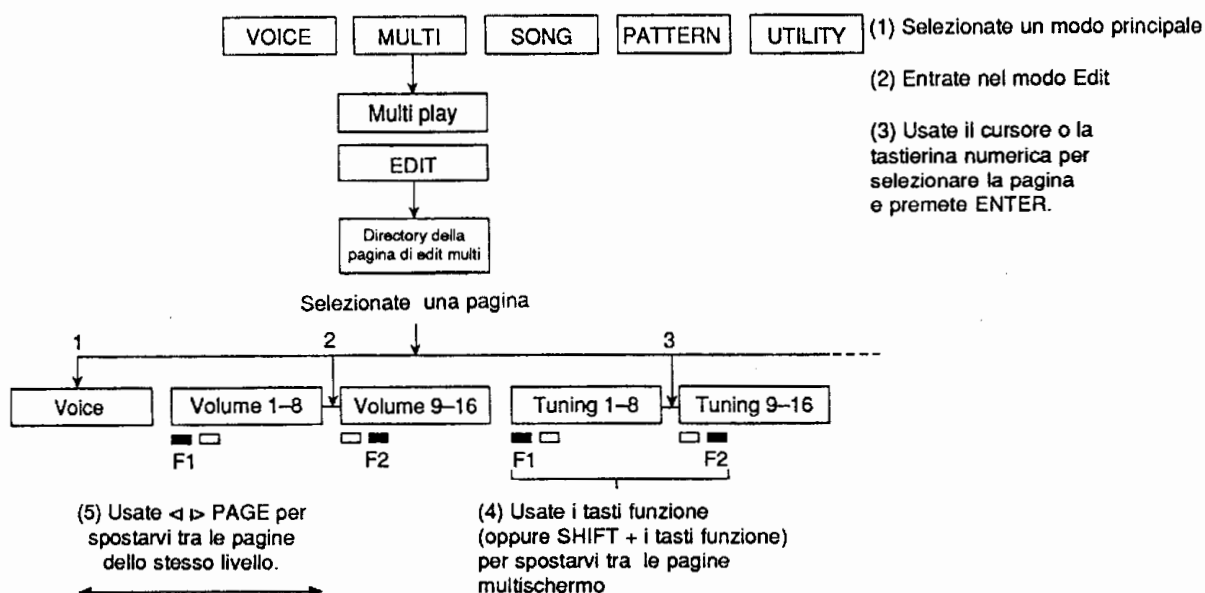 VOICE MULTI SONG PATTERN UTILITY
(1) Selezionate un modo principale
(2) Entrate nel modo Edit
(3) Usate il cursore o la
tastierina numerica per
selezionare la pagina
e premete ENTER.
Multi play
EDIT
Directory della
pagina di edit multi
Selezionate una pagina
1 2 3
Voice Volume 1–8 Volume 9–16 Tuning 1–8 Tuning 9–16
F1 F2 F1 F2
(5) Usate ◁ ▷ PAGE per
spostarvi tra le pagine
dello stesso livello.
(4) Usate i tasti funzione
(oppure SHIFT + i tasti funzione)
per spostarvi tra le pagine
multischermo